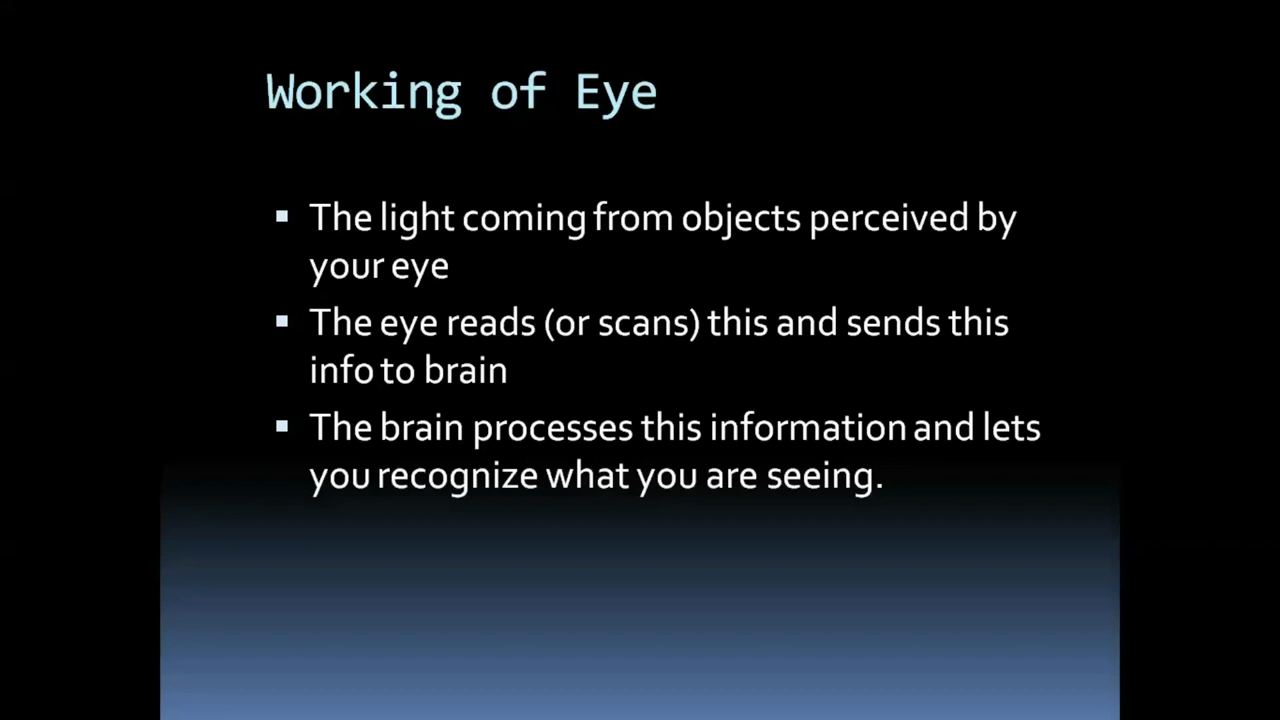 Working of Eye
▪ The light coming from objects perceived by
your eye
▪ The eye reads (or scans) this and sends this
info to brain
▪ The brain processes this information and lets
you recognize what you are seeing.